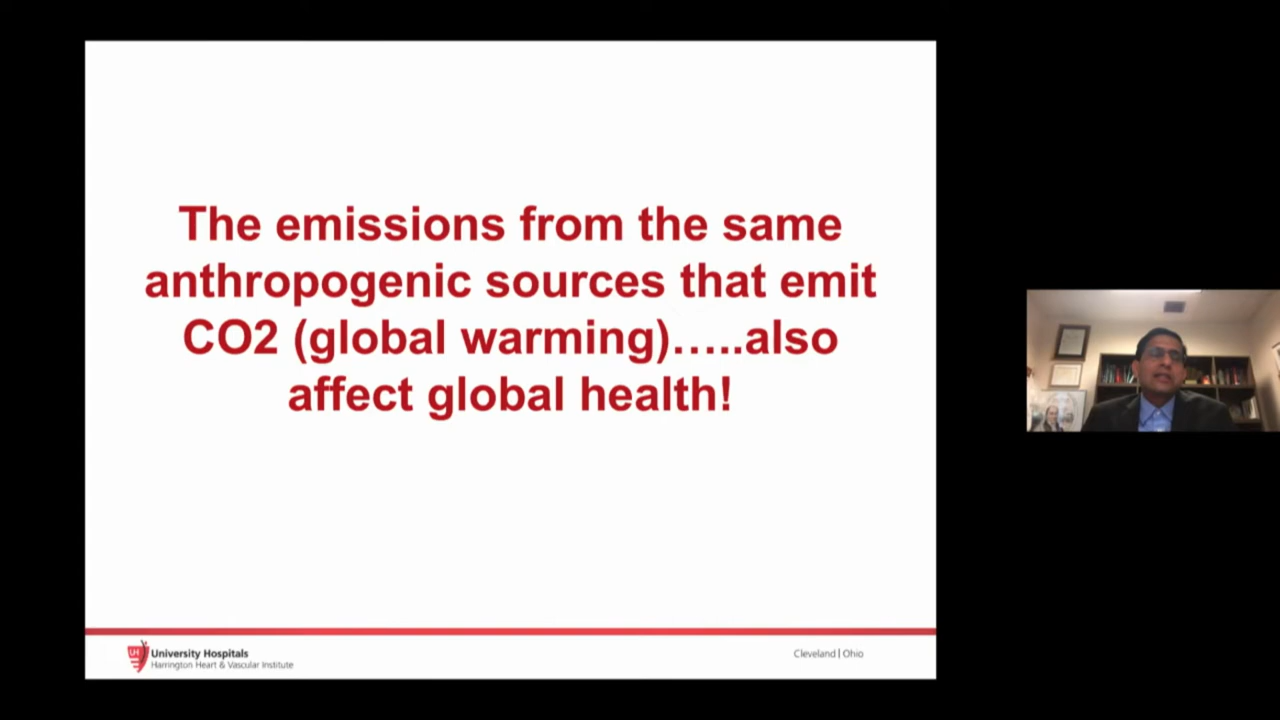 The emissions from the same
anthropogenic sources that emit
CO2 (global warming)…..also
affect global health!
UH
University Hospitals
Harrington Heart & Vascular Institute
Cleveland | Ohio